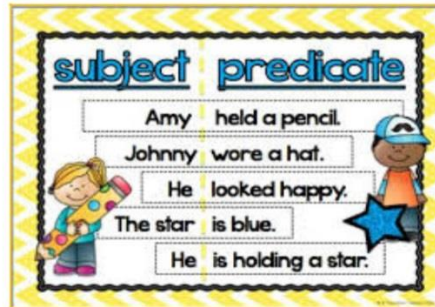 subject predicate
Amy held a pencil.
Johnny wore a hat.
He looked happy.
The star is blue.
He is holding a star.